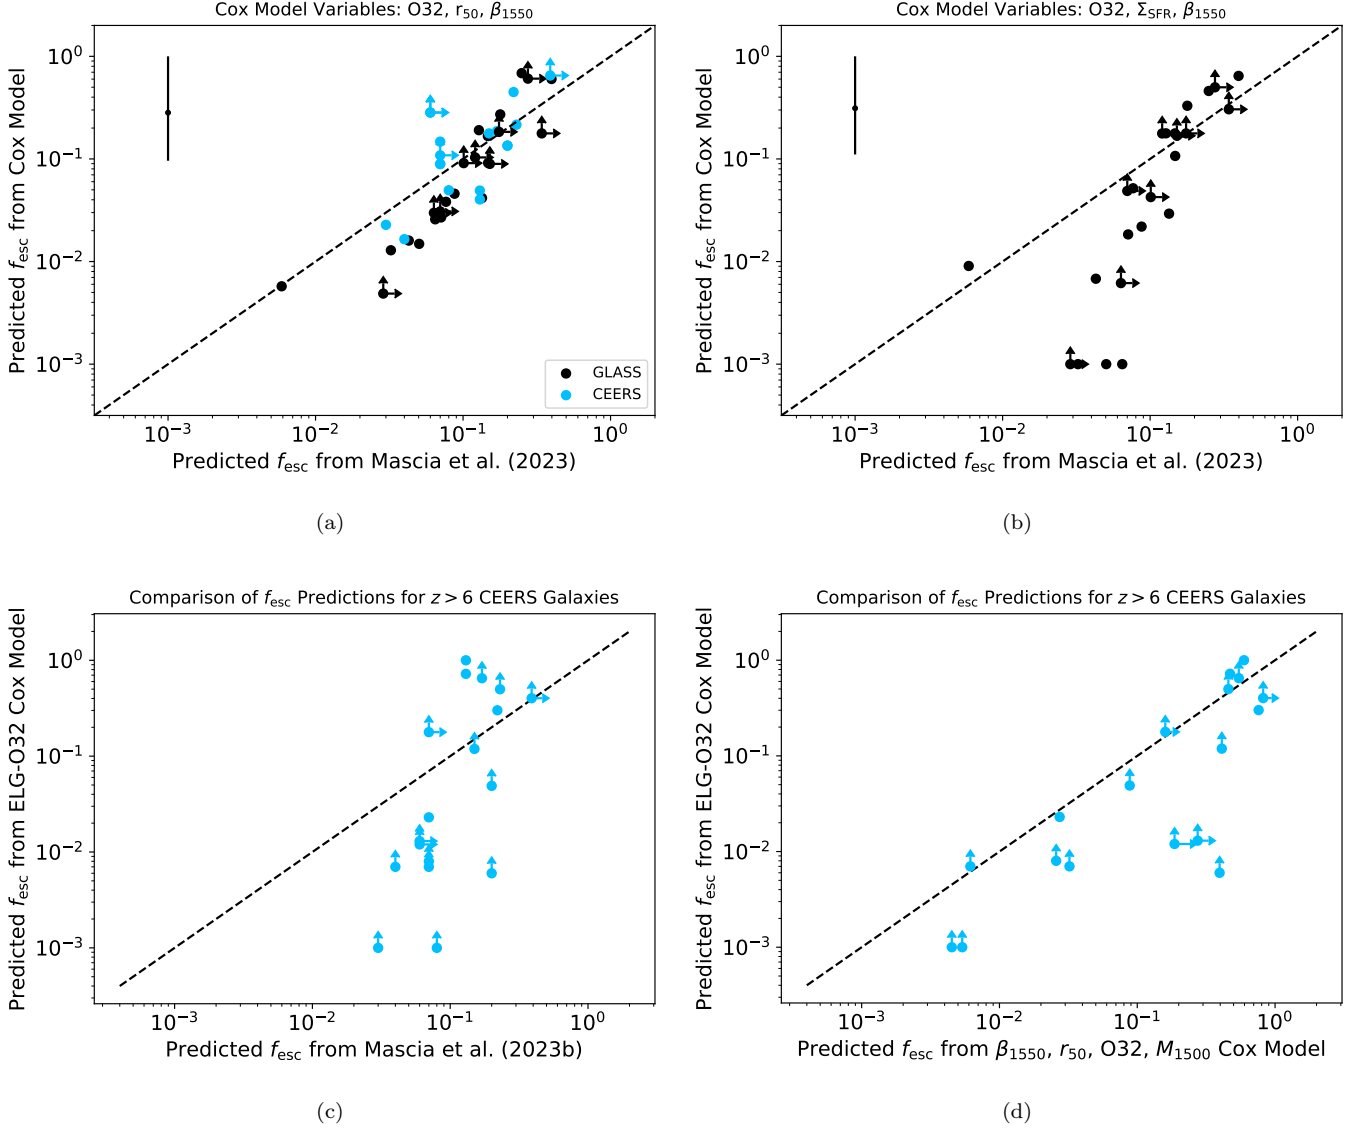 Cox Model Variables: O32, r₅₀, β₁₅₅₀
10⁰
10⁻¹
10⁻²
10⁻³
Predicted fₑₛc from Cox Model
GLASS
CEERS
10⁻³ 10⁻² 10⁻¹ 10⁰
Predicted fₑₛc from Mascia et al. (2023)
(a)
Cox Model Variables: O32, Σ_SFR, β₁₅₅₀
10⁰
10⁻¹
10⁻²
10⁻³
Predicted fₑₛc from Cox Model
10⁻³ 10⁻² 10⁻¹ 10⁰
Predicted fₑₛc from Mascia et al. (2023)
(b)
Comparison of fₑₛc Predictions for z > 6 CEERS Galaxies
10⁰
10⁻¹
10⁻²
10⁻³
Predicted fₑₛc from ELG-O32 Cox Model
10⁻³ 10⁻² 10⁻¹ 10⁰
Predicted fₑₛc from Mascia et al. (2023b)
(c)
Comparison of fₑₛc Predictions for z > 6 CEERS Galaxies
10⁰
10⁻¹
10⁻²
10⁻³
Predicted fₑₛc from ELG-O32 Cox Model
10⁻³ 10⁻² 10⁻¹ 10⁰
Predicted fₑₛc from β₁₅₅₀, r₅₀, O32, M₁₅₀₀ Cox Model
(d)